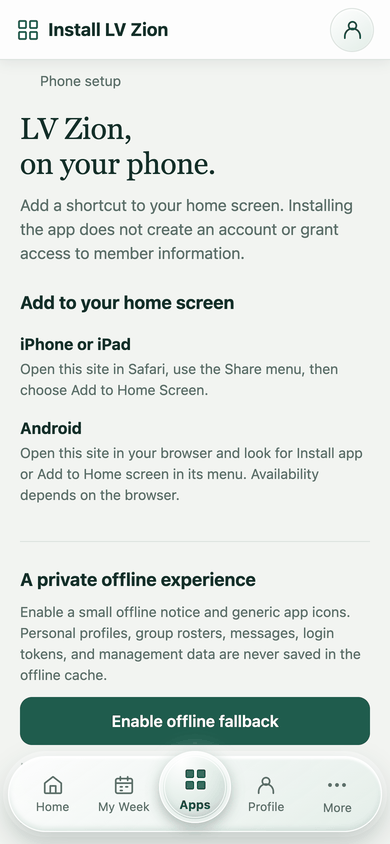 Install LV Zion
Phone setup
LV Zion,
on your phone.
Add a shortcut to your home screen. Installing
the app does not create an account or grant
access to member information.
Add to your home screen
iPhone or iPad
Open this site in Safari, use the Share menu, then
choose Add to Home Screen.
Android
Open this site in your browser and look for Install app
or Add to Home screen in its menu. Availability
depends on the browser.
A private offline experience
Enable a small offline notice and generic app icons.
Personal profiles, group rosters, messages, login
tokens, and management data are never saved in the
offline cache.
Enable offline fallback
Home
My Week
Apps
Profile
More